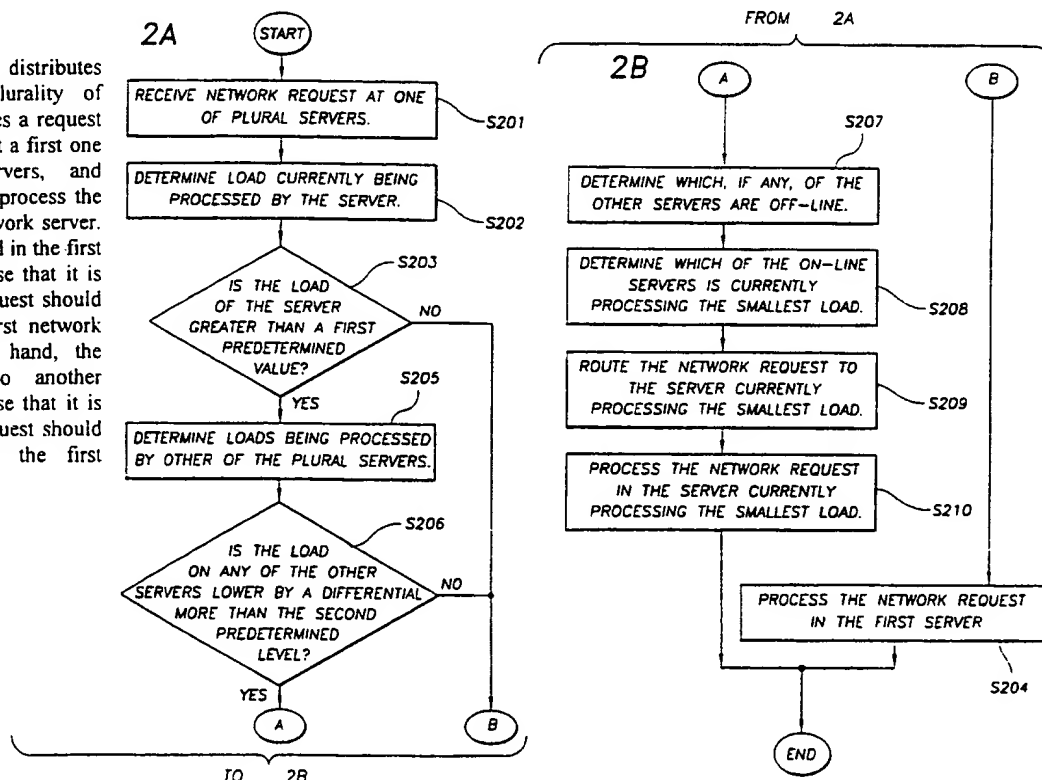 distributes
lurality of
es a request
t a first one
rvers, and
process the
work server.
d in the first
se that it is
quest should
rst network
hand, the
o another
se that it is
quest should
the first
2A
START
RECEIVE NETWORK REQUEST AT ONE
OF PLURAL SERVERS.
S201
DETERMINE LOAD CURRENTLY BEING
PROCESSED BY THE SERVER.
S202
S203
IS THE LOAD
OF THE SERVER
GREATER THAN A FIRST
PREDETERMINED
VALUE?
NO
YES
S205
DETERMINE LOADS BEING PROCESSED
BY OTHER OF THE PLURAL SERVERS.
S206
IS THE LOAD
ON ANY OF THE OTHER
SERVERS LOWER BY A DIFFERENTIAL
MORE THAN THE SECOND
PREDETERMINED
LEVEL?
NO
YES
A
B
TO 2B
FROM 2A
2B
A
B
S207
DETERMINE WHICH, IF ANY, OF THE
OTHER SERVERS ARE OFF-LINE.
DETERMINE WHICH OF THE ON-LINE
SERVERS IS CURRENTLY
PROCESSING THE SMALLEST LOAD.
S208
ROUTE THE NETWORK REQUEST TO
THE SERVER CURRENTLY
PROCESSING THE SMALLEST LOAD.
S209
PROCESS THE NETWORK REQUEST
IN THE SERVER CURRENTLY
PROCESSING THE SMALLEST LOAD.
S210
PROCESS THE NETWORK REQUEST
IN THE FIRST SERVER
S204
END